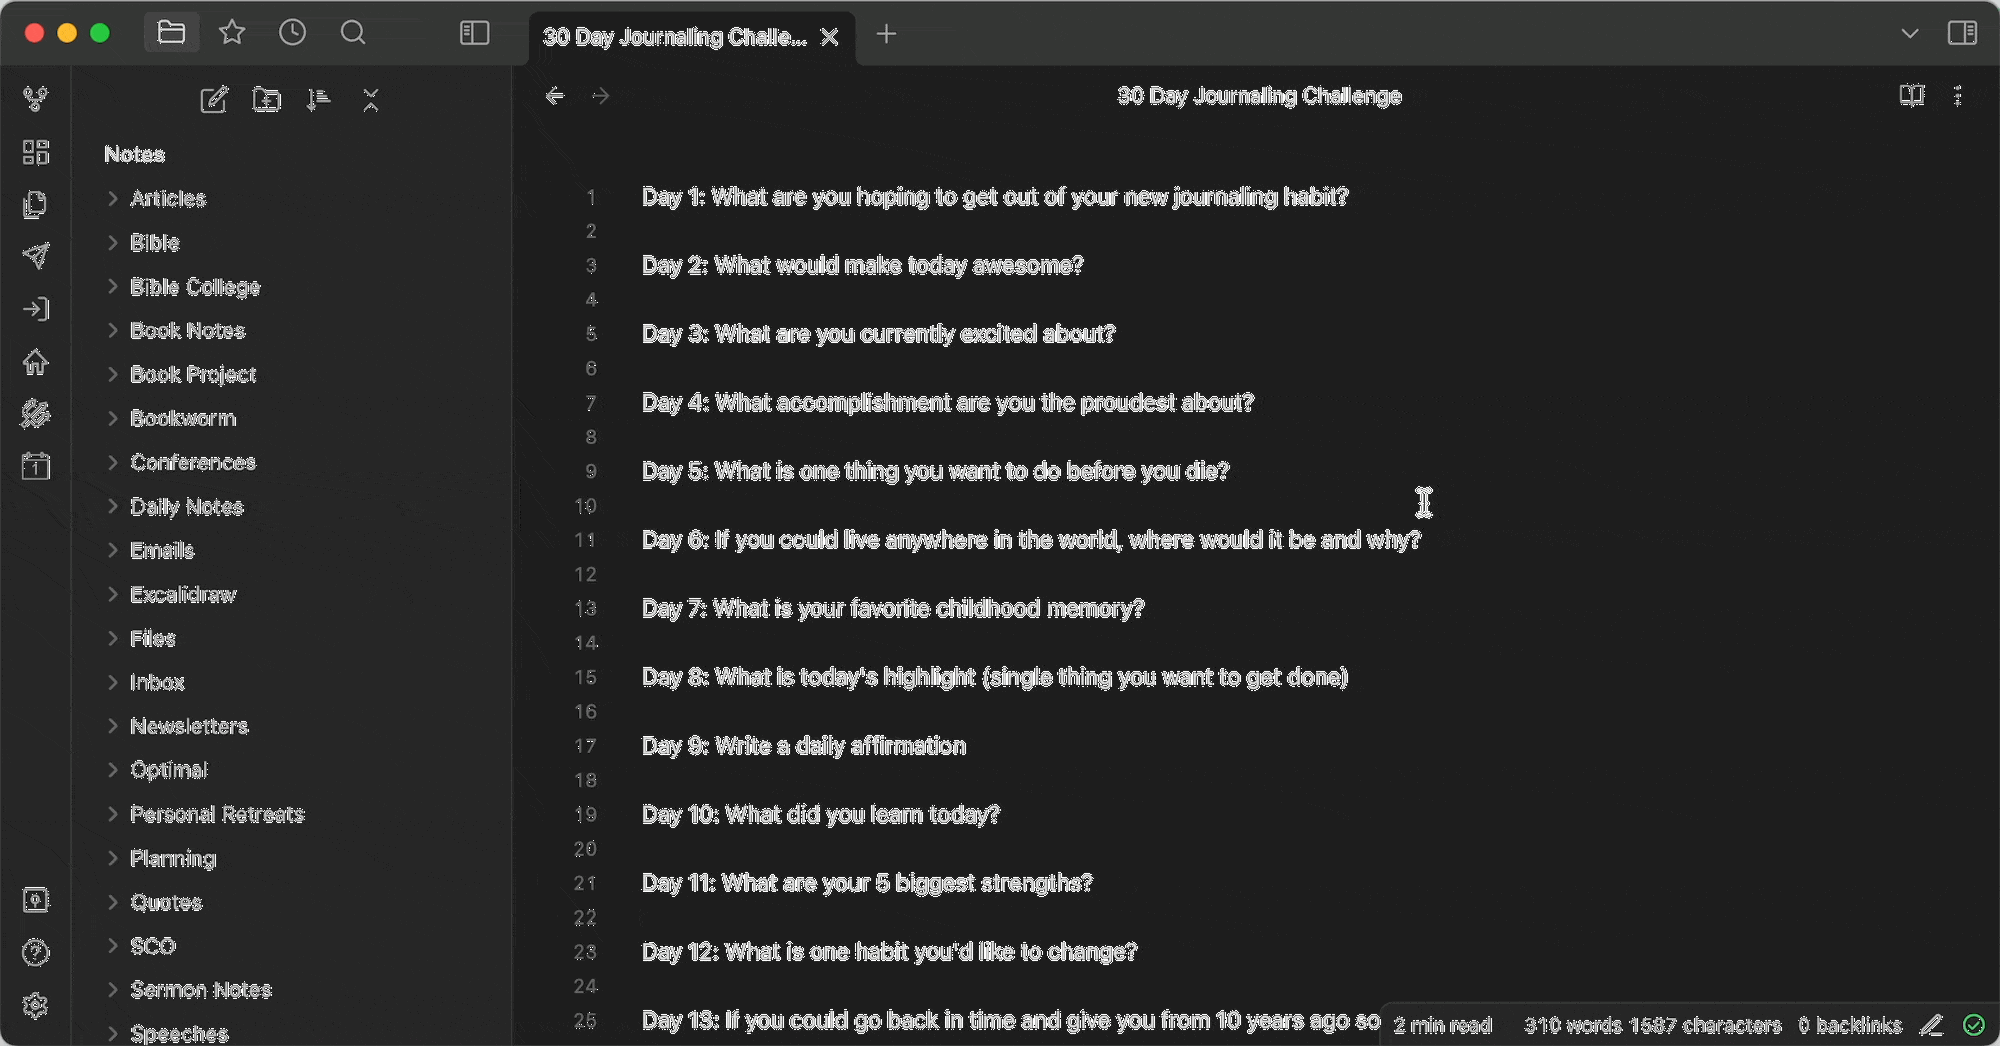 30 Day Journaling Challe...
30 Day Journaling Challenge
Notes
Articles
Bible
Bible College
Book Notes
Book Project
Bookworm
Conferences
Daily Notes
Emails
Excalidraw
Files
Inbox
Newsletters
Optimal
Personal Retreats
Planning
Quotes
SCO
Sermon Notes
Speeches
1
1 Day 1: What are you hoping to get out of your new journaling habit?
2
3 Day 2: What would make today awesome?
4
5 Day 3: What are you currently excited about?
6
7 Day 4: What accomplishment are you the proudest about?
8
9 Day 5: What is one thing you want to do before you die?
10
11 Day 6: If you could live anywhere in the world, where would it be and why?
12
13 Day 7: What is your favorite childhood memory?
14
15 Day 8: What is today's highlight (single thing you want to get done)
16
17 Day 9: Write a daily affirmation
18
19 Day 10: What did you learn today?
20
21 Day 11: What are your 5 biggest strengths?
22
23 Day 12: What is one habit you'd like to change?
24
25 Day 13: If you could go back in time and give you from 10 years ago so
2 min read 310 words 1587 characters 0 backlinks